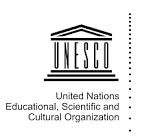 UNESCO
United Nations
Educational, Scientific and
Cultural Organization